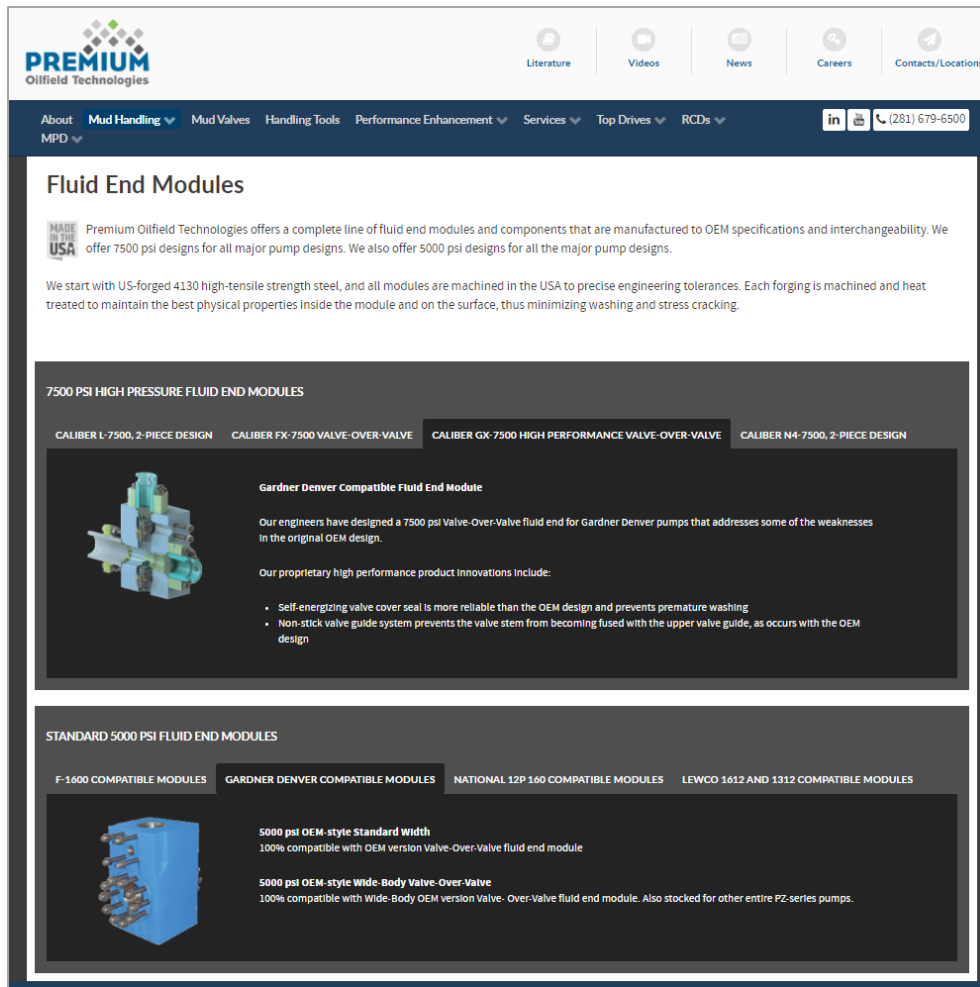 PREMIUM
Oilfield Technologies
Literature
Videos
News
Careers
Contacts/Locations
About Mud Handling Mud Valves Handling Tools Performance Enhancement Services Top Drives RCDs
MPD
in
You
(281) 679-6500
Fluid End Modules
MADE
IN THE
USA
Premium Oilfield Technologies offers a complete line of fluid end modules and components that are manufactured to OEM specifications and interchangeability. We
offer 7500 psi designs for all major pump designs. We also offer 5000 psi designs for all the major pump designs.
We start with US-forged 4130 high-tensile strength steel, and all modules are machined in the USA to precise engineering tolerances. Each forging is machined and heat
treated to maintain the best physical properties inside the module and on the surface, thus minimizing washing and stress cracking.
7500 PSI HIGH PRESSURE FLUID END MODULES
CALIBER L-7500, 2-PIECE DESIGN CALIBER FX-7500 VALVE-OVER-VALVE CALIBER GX-7500 HIGH PERFORMANCE VALVE-OVER-VALVE CALIBER N4-7500, 2-PIECE DESIGN
Gardner Denver Compatible Fluid End Module
Our engineers have designed a 7500 psi Valve-Over-Valve fluid end for Gardner Denver pumps that addresses some of the weaknesses
in the original OEM design.
Our proprietary high performance product innovations include:
• Self-energizing valve cover seal is more reliable than the OEM design and prevents premature washing
• Non-stick valve guide system prevents the valve stem from becoming fused with the upper valve guide, as occurs with the OEM
design
STANDARD 5000 PSI FLUID END MODULES
F-1600 COMPATIBLE MODULES GARDNER DENVER COMPATIBLE MODULES NATIONAL 12P 160 COMPATIBLE MODULES LEWCO 1612 AND 1312 COMPATIBLE MODULES
5000 psi OEM-style Standard Width
100% compatible with OEM version Valve-Over-Valve fluid end module
5000 psi OEM-style Wide-Body Valve-Over-Valve
100% compatible with Wide-Body OEM version Valve- Over-Valve fluid end module. Also stocked for other entire PZ-series pumps.